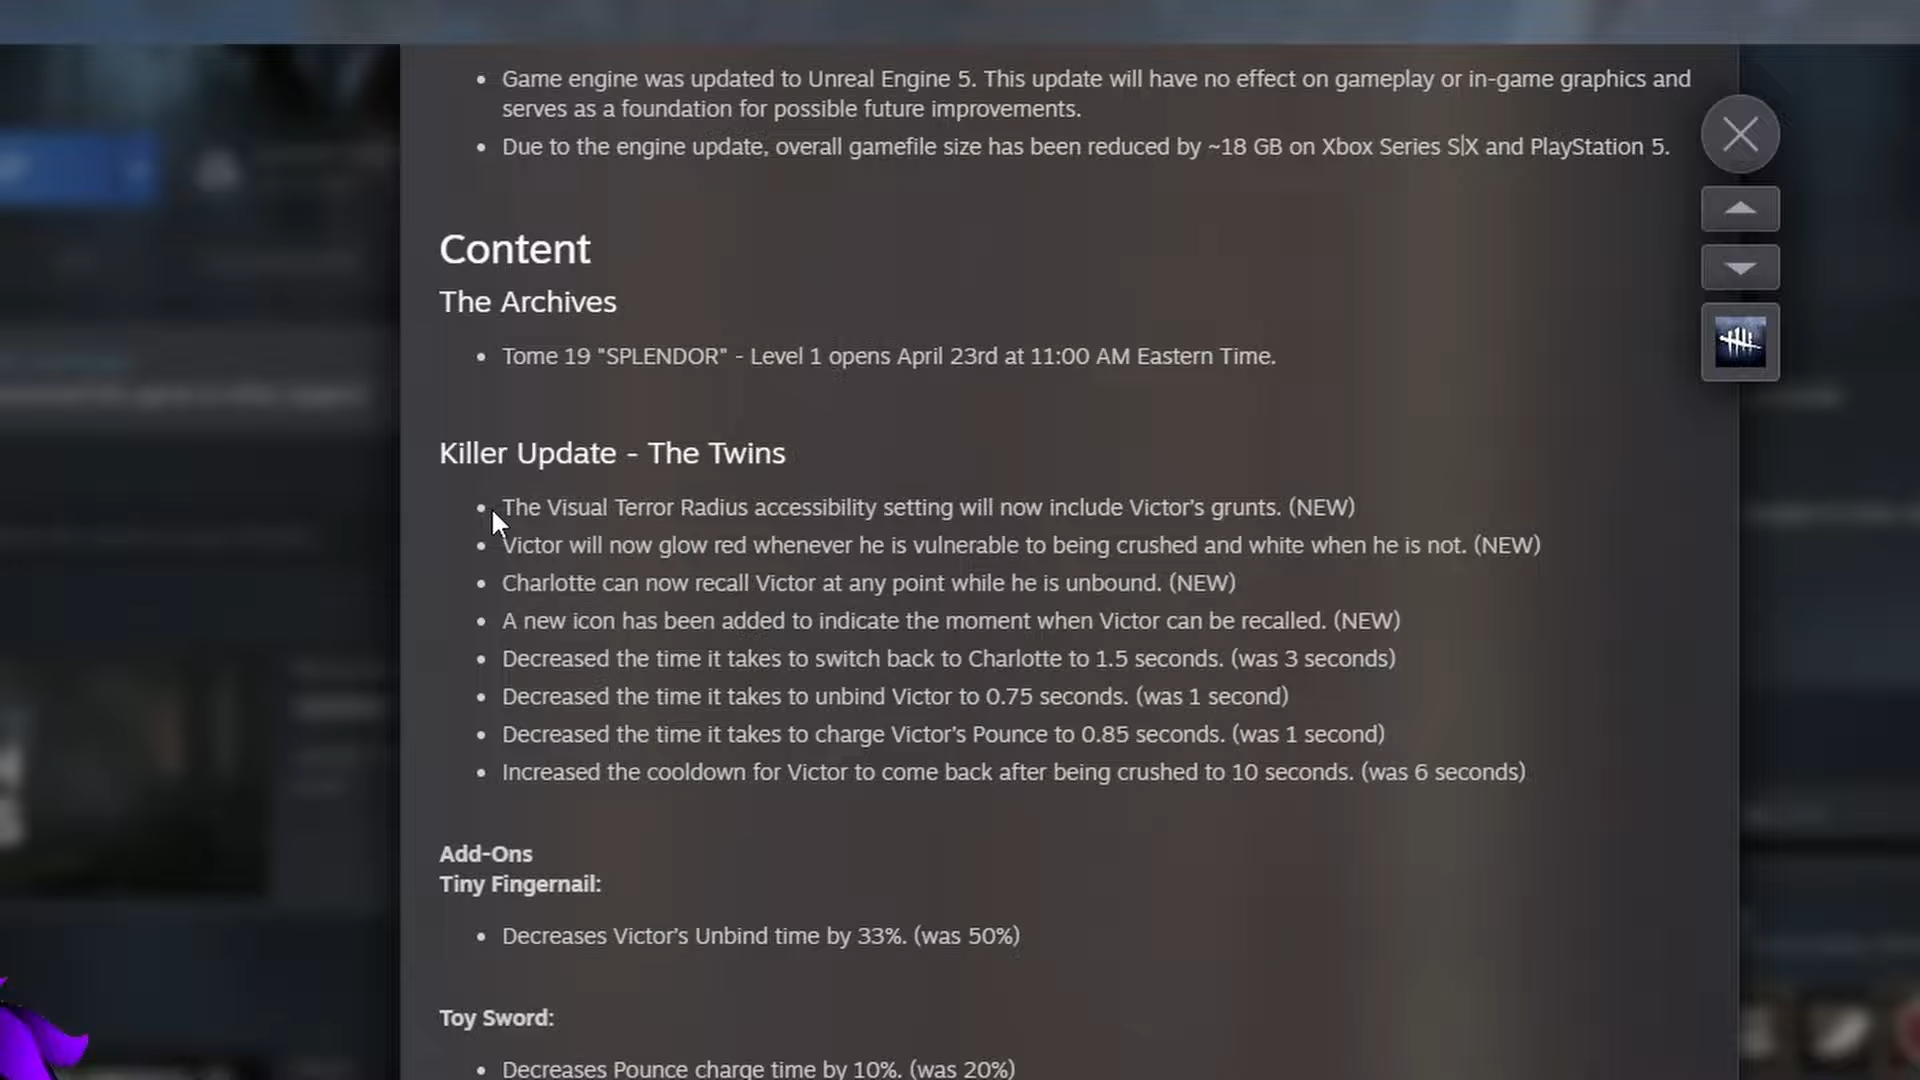 Game engine was updated to Unreal Engine 5. This update will have no effect on gameplay or in-game graphics and
serves as a foundation for possible future improvements.
Due to the engine update, overall gamefile size has been reduced by ~18 GB on Xbox Series S|X and PlayStation 5.
Content
The Archives
Tome 19 "SPLENDOR" - Level 1 opens April 23rd at 11:00 AM Eastern Time.
Killer Update - The Twins
The Visual Terror Radius accessibility setting will now include Victor's grunts. (NEW)
Victor will now glow red whenever he is vulnerable to being crushed and white when he is not. (NEW)
Charlotte can now recall Victor at any point while he is unbound. (NEW)
A new icon has been added to indicate the moment when Victor can be recalled. (NEW)
Decreased the time it takes to switch back to Charlotte to 1.5 seconds. (was 3 seconds)
Decreased the time it takes to unbind Victor to 0.75 seconds. (was 1 second)
Decreased the time it takes to charge Victor's Pounce to 0.85 seconds. (was 1 second)
Increased the cooldown for Victor to come back after being crushed to 10 seconds. (was 6 seconds)
Add-Ons
Tiny Fingernail:
Decreases Victor's Unbind time by 33%. (was 50%)
Toy Sword:
Decreases Pounce charge time by 10%. (was 20%)